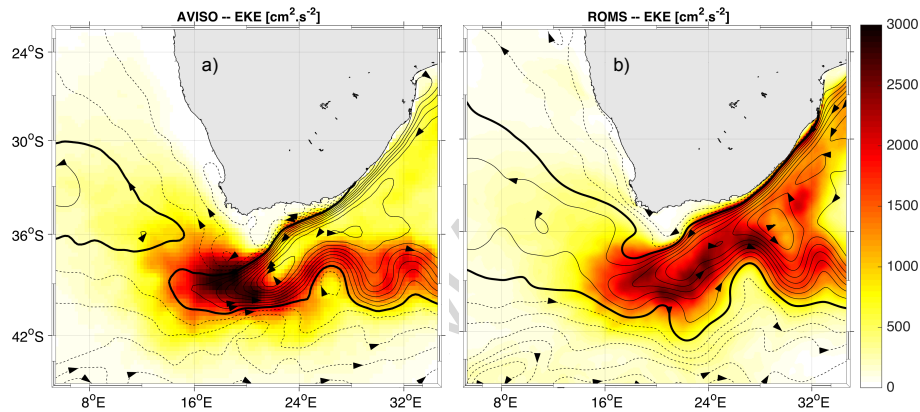 AVISO -- EKE [cm².s⁻²]
ROMS -- EKE [cm².s⁻²]
a)
b)
24°S
30°S
36°S
42°S
8°E
16°E
24°E
32°E
8°E
16°E
24°E
32°E
3000
2500
2000
1500
1000
500
0